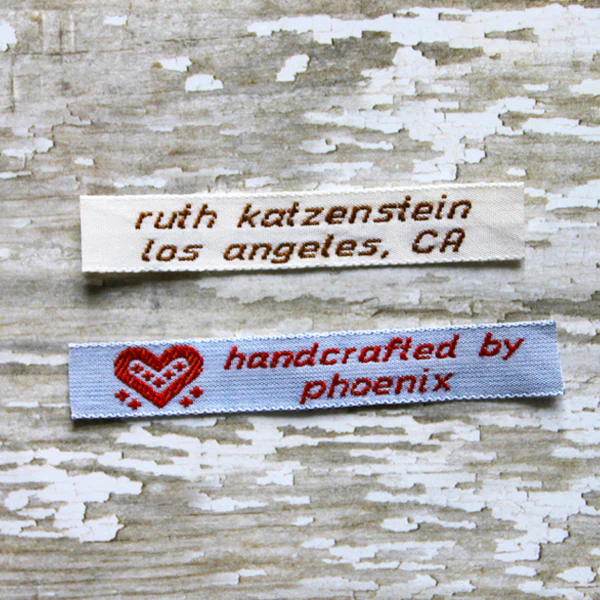 ruth katzenstein
los angeles, CA
handcrafted by
phoenix